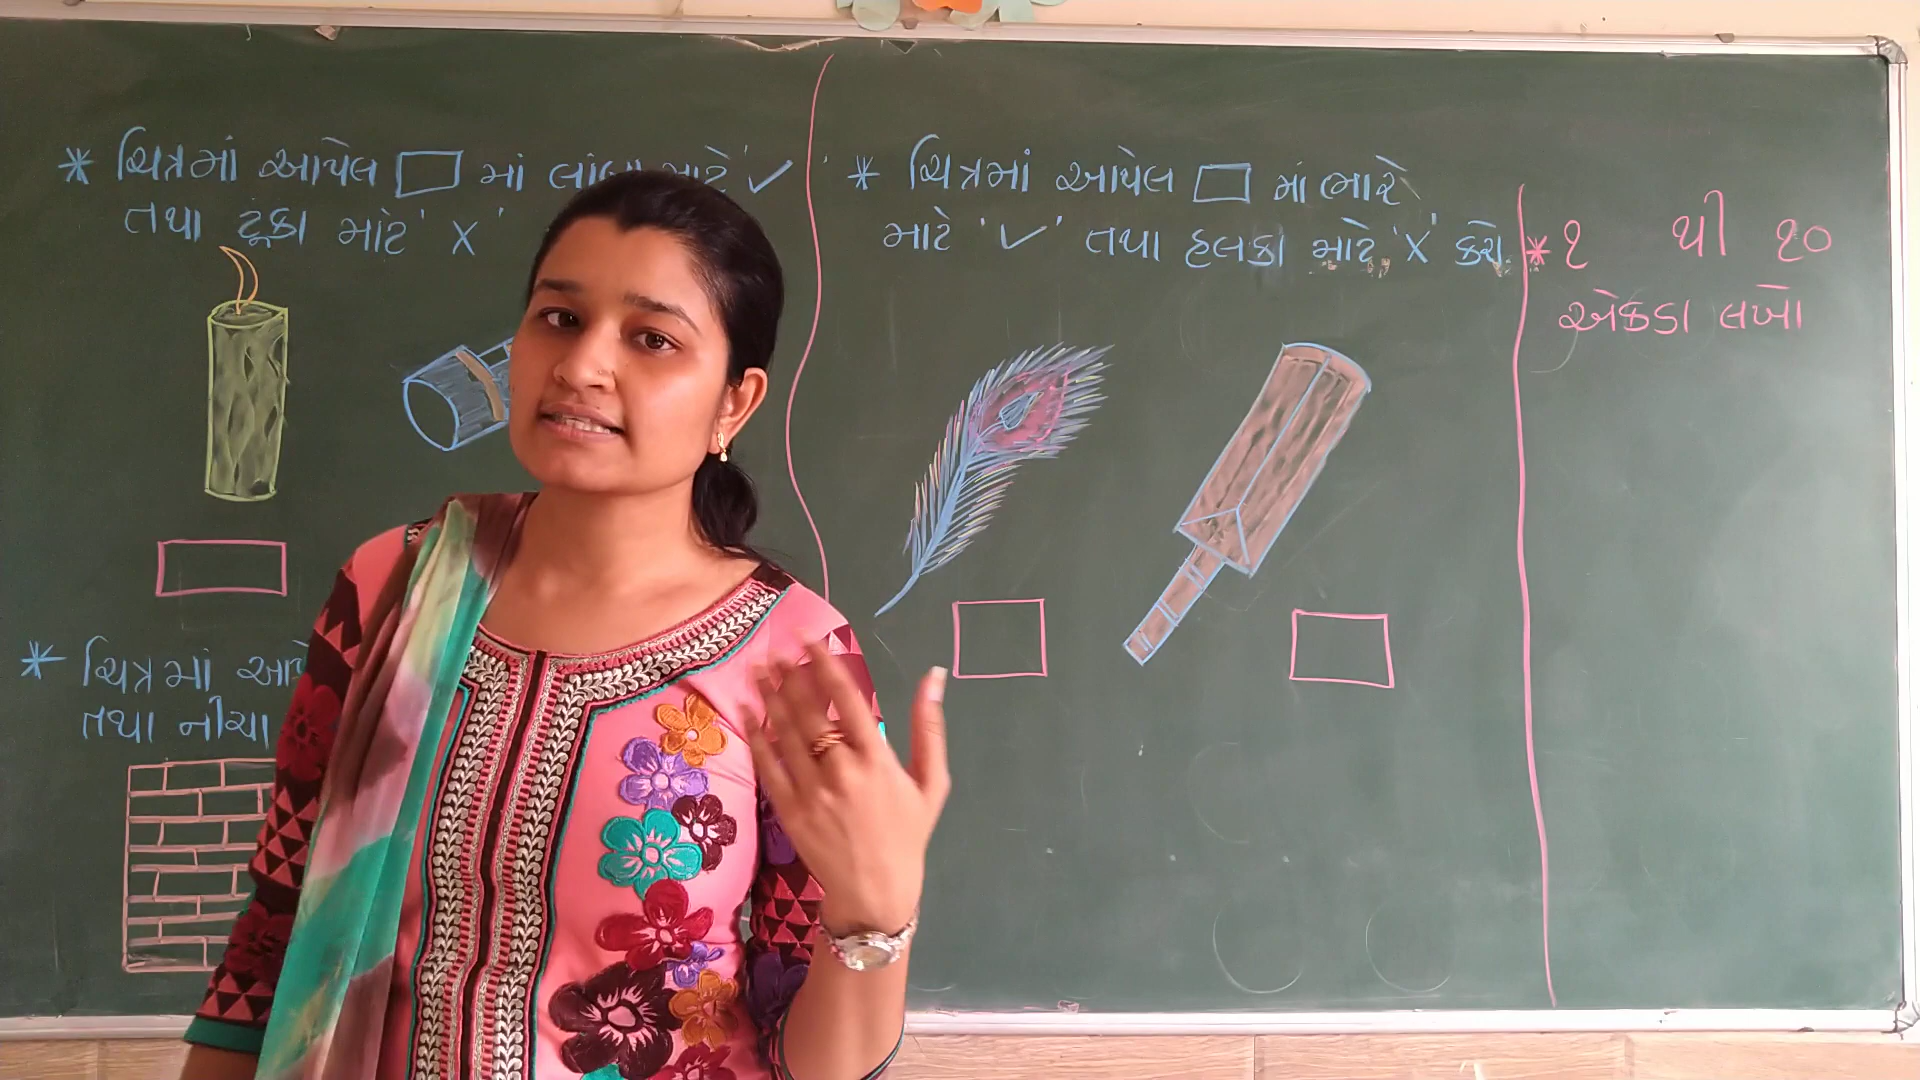 * ચિત્રમાં આપેલ □ માં લાંબા માટે '✓'
તથા ટૂંકા માટે 'X'
* ચિત્રમાં આપેલ □ માં ભારે
માટે '✓' તથા હલકા માટે 'X' કરો.
* ૧ થી ૧૦
એકડા લખો
* ચિત્રમાં
તથા નીચા